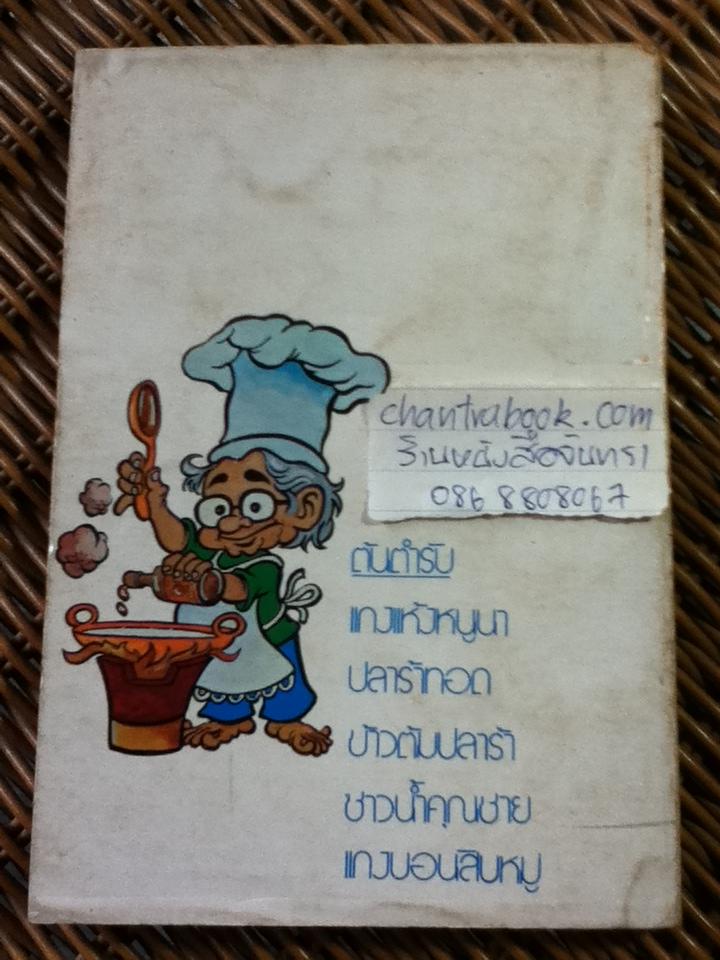 chantrabook.com
ร้านหนังสือจันทรา
086 8808067
ต้นตำรับ
แกงแห้งหนูนา
ปลาร้าทอด
ข้าวต้มปลาร้า
ซาวน้ำคุณชาย
แกงบอนสิบหมู